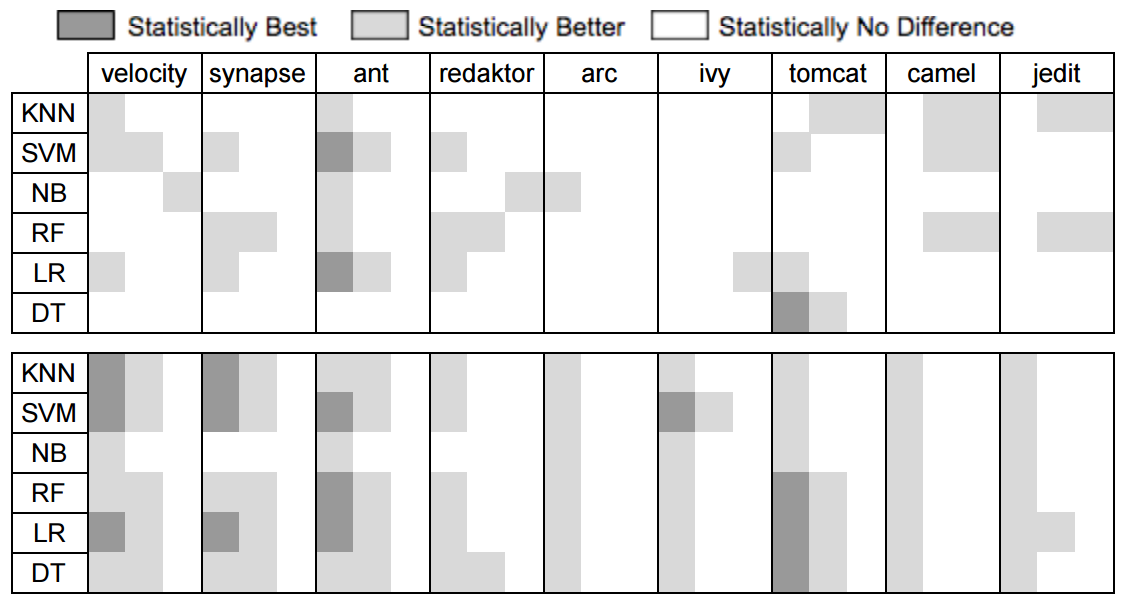 Statistically Best Statistically Better Statistically No Difference
velocity synapse ant redaktor arc ivy tomcat camel jedit
KNN
SVM
NB
RF
LR
DT
KNN
SVM
NB
RF
LR
DT